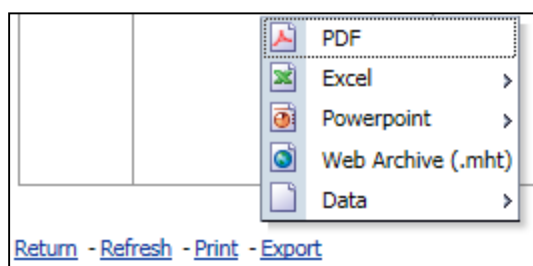 PDF
Excel >
Powerpoint >
Web Archive (.mht)
Data >
Return - Refresh - Print - Export